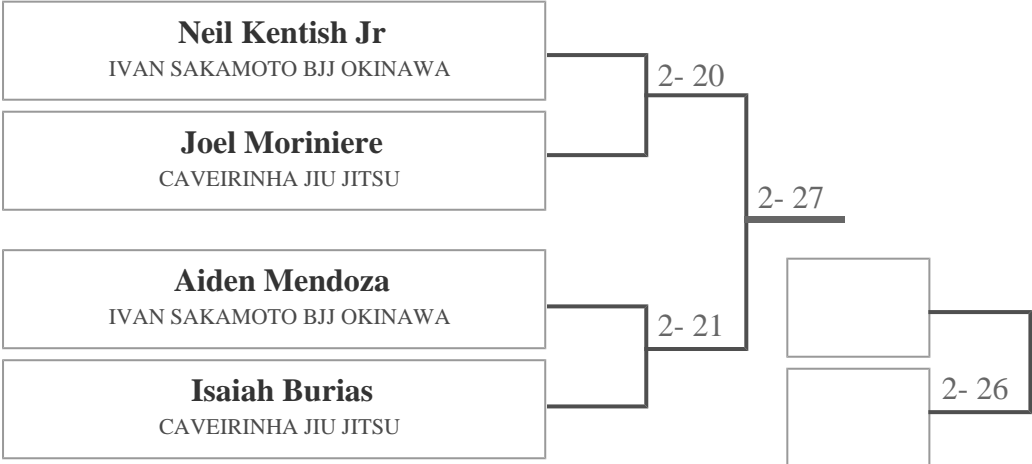 Neil Kentish Jr
IVAN SAKAMOTO BJJ OKINAWA
2- 20
Joel Moriniere
CAVEIRINHA JIU JITSU
2- 27
Aiden Mendoza
IVAN SAKAMOTO BJJ OKINAWA
2- 21
Isaiah Burias
CAVEIRINHA JIU JITSU
2- 26